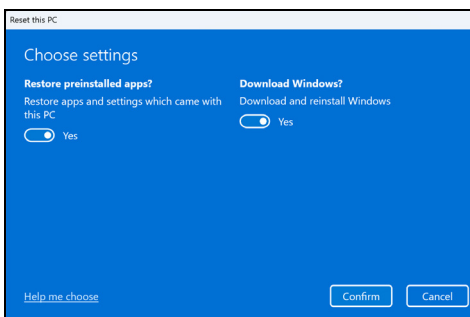 Reset this PC
Choose settings
Restore preinstalled apps?
Restore apps and settings which came with
this PC
Yes
Download Windows?
Download and reinstall Windows
Yes
Help me choose
Confirm
Cancel